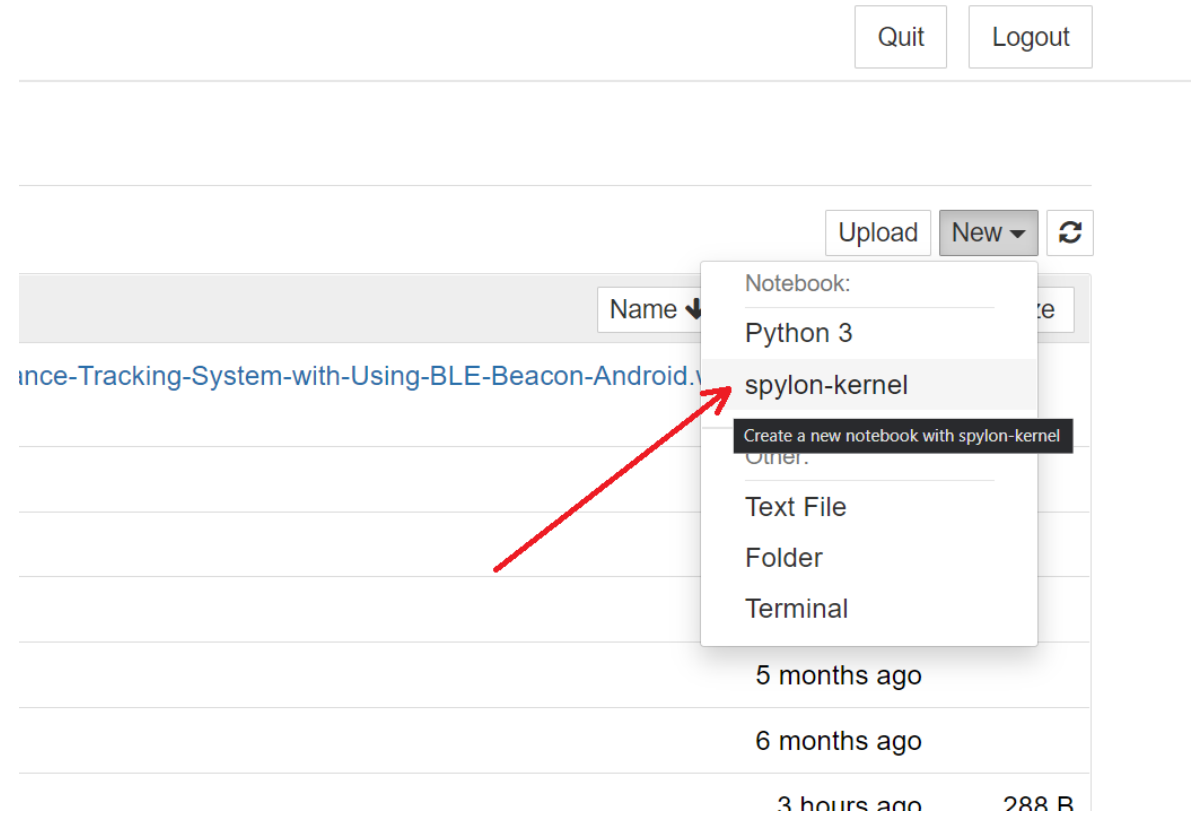 Quit Logout
Upload New
Notebook:
Name
Python 3
ance-Tracking-System-with-Using-BLE-Beacon-Android.
spylon-kernel
Create a new notebook with spylon-kernel
Other:
Text File
Folder
Terminal
5 months ago
6 months ago
3 hours ago 288 B